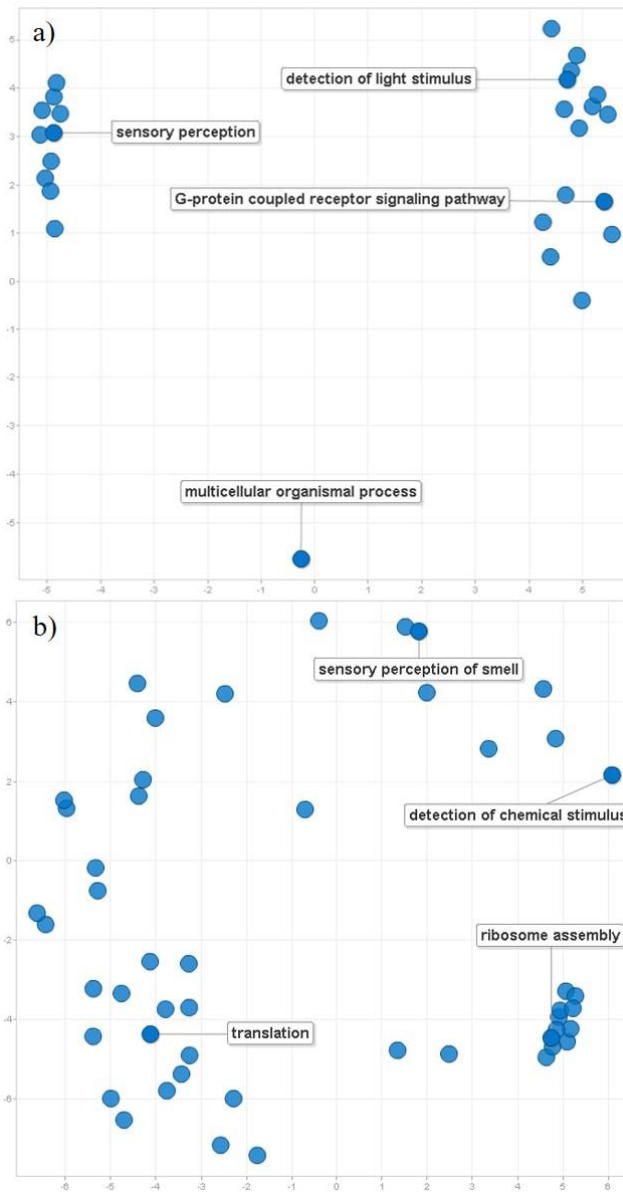 a)
5
detection of light stimulus
4
sensory perception
3
2
G-protein coupled receptor signaling pathway
1
0
-1
-2
-3
-4
multicellular organismal process
-5
-5 -4 -3 -2 -1 0 1 2 3 4 5
b)
6
sensory perception of smell
4
2
detection of chemical stimulus
0
-2
ribosome assembly
-4
translation
-6
-6 -5 -4 -3 -2 -1 0 1 2 3 4 5 6